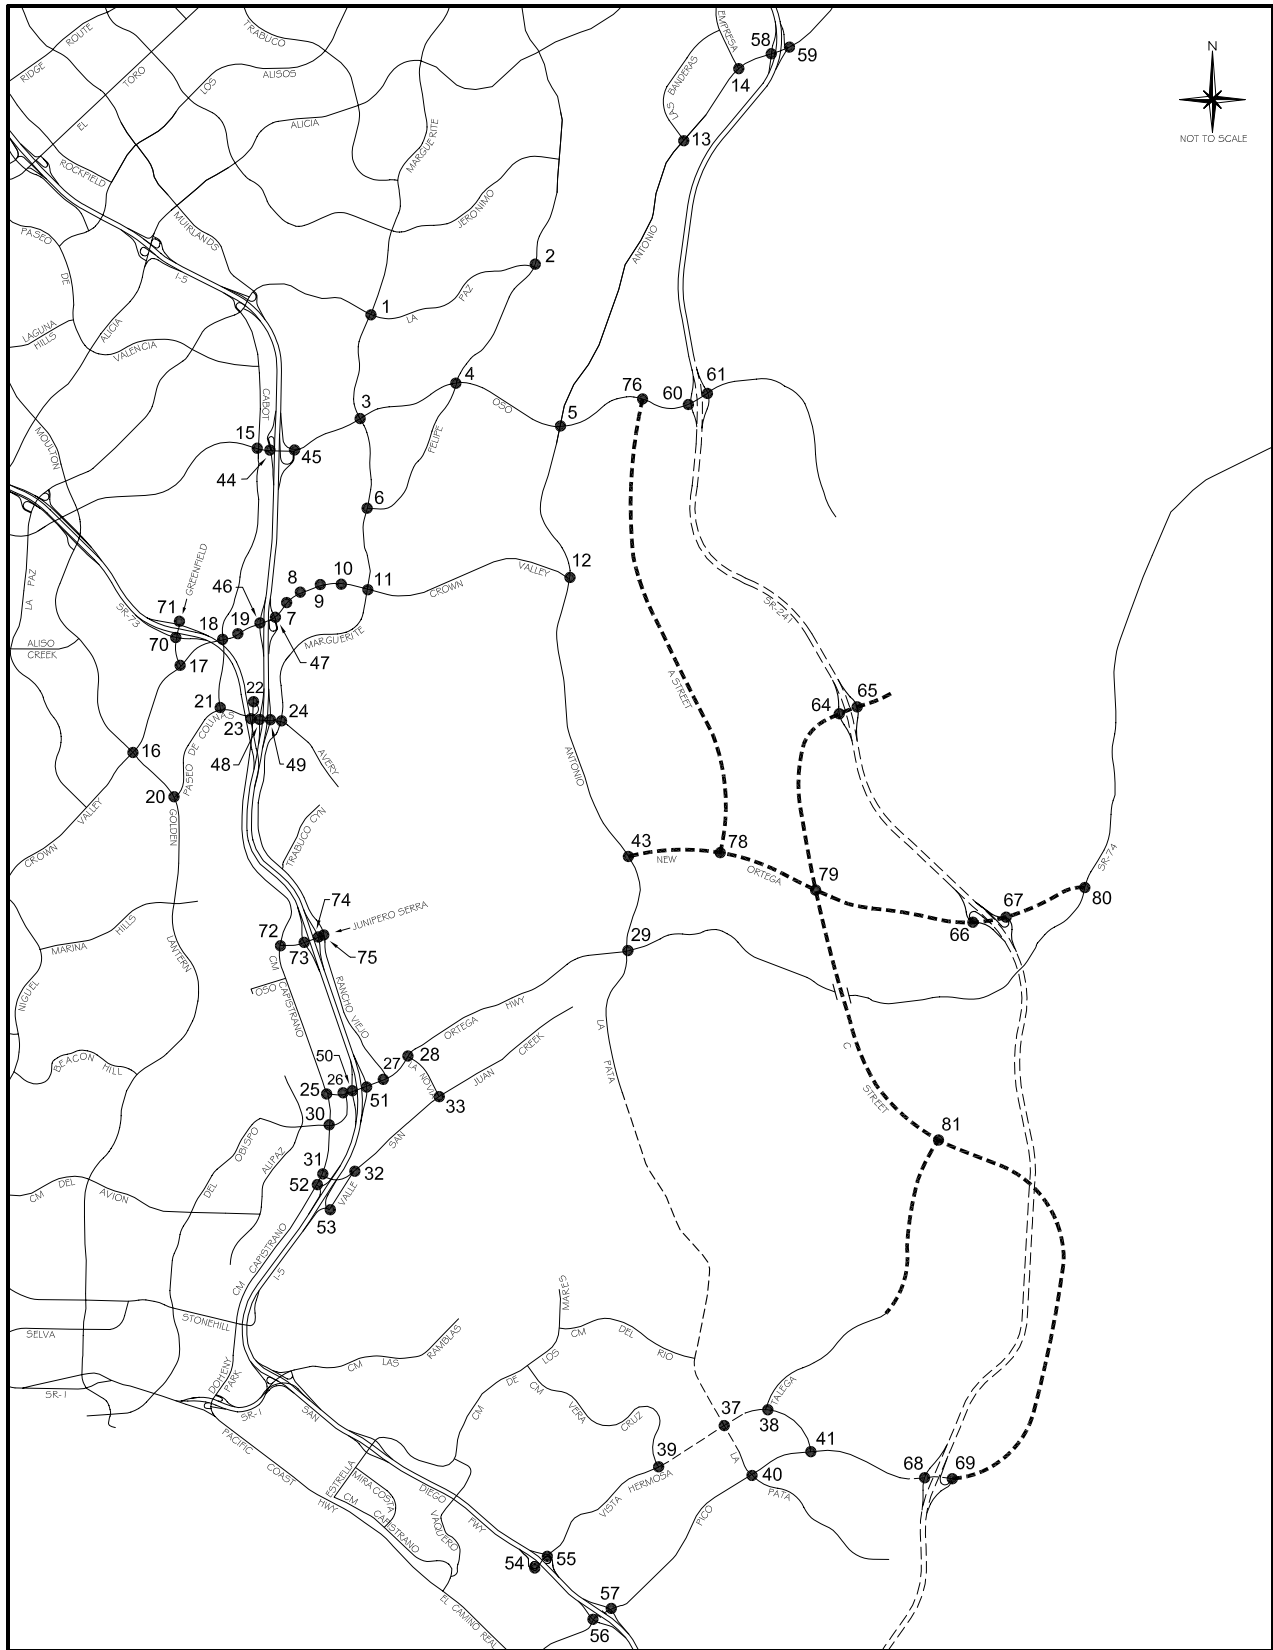 TRABUCO
EMPRESA
RIDGE ROUTE
58
59
N
LOS ALISOS
EL TORO
14
LAS BANDERAS
NOT TO SCALE
ALICIA
13
MARGUERITE
ROCKFIELD
JERONIMO
MUIRLANDS
PASEO DE VALENCIA
ANTONIO
2
I-5
1
LA PAZ
LAGUNA HILLS
ALICIA
4
61
76
60
3
CABOT
OSO
5
15
FELIPE
MOULTON
45
44
6
GREENFIELD
12
VALLEY
8
10
11
46
CROWN
9
LA PAZ
SR-73
71
7
SR-241
18
19
MARGUERITE
70
ALISO CREEK
17
47
A STREET
22
65
21
64
24
23
PASEO DE COLINAS
16
48
49
AVERY
ANTONIO
20
GOLDEN
TRABUCO CYN
CROWN VALLEY
43
78
NEW ORTEGA
SR-74
79
80
74
67
JUNIPERO SERRA
72
66
29
MARINA HILLS
73
75
LANTERN
CM CAPISTRANO
OSO
RANCHO VIEJO
NIGUEL
ORTEGA HWY
LA PATA
C STREET
50
CREEK
BEACON HILL
27
28
26
LA NOVIA
JUAN
25
51
33
30
81
OBISPO
SAN
ALIPAZ
31
32
52
DEL
VALLE
CM DEL AVION
53
CM CAPISTRANO
I-5
MARES
STONEHILL
SELVA
CM LAS RAMBLAS
CM DEL RIO
LOS
DOHENY PARK
DE
SR-1
CM
CM VERA CRUZ
TALEGA
SR-1
SAN
37
38
PACIFIC COAST HWY
39
41
LA
68
69
ESTRELLA
MIRA COSTA
40
VISTA HERMOSA
PATA
DIEGO FWY
CM CAPISTRANO
VAQUERO
PICO
54
55
57
EL CAMINO REAL
56